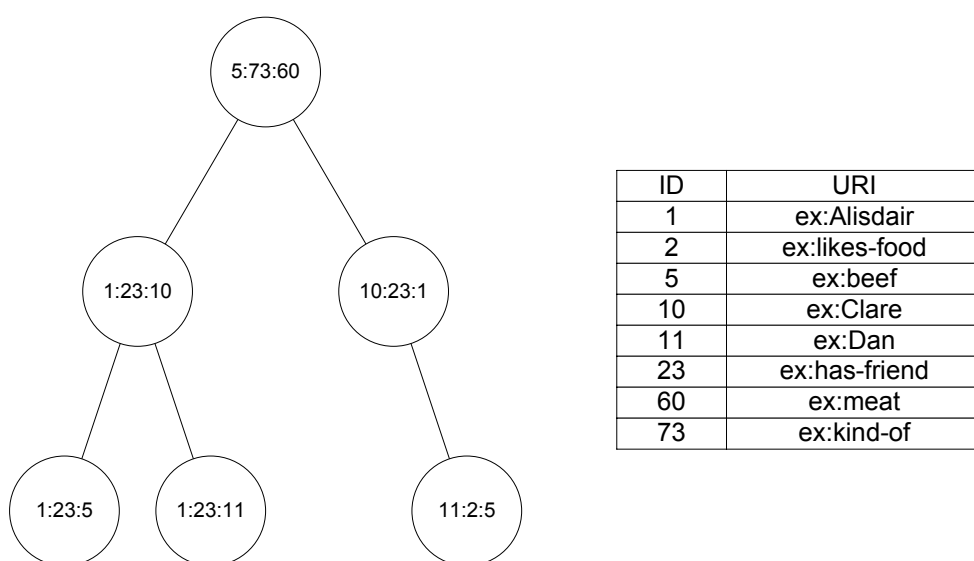 5:73:60
1:23:10
10:23:1
1:23:5
1:23:11
11:2:5
ID URI
1 ex:Alisdair
2 ex:likes-food
5 ex:beef
10 ex:Clare
11 ex:Dan
23 ex:has-friend
60 ex:meat
73 ex:kind-of